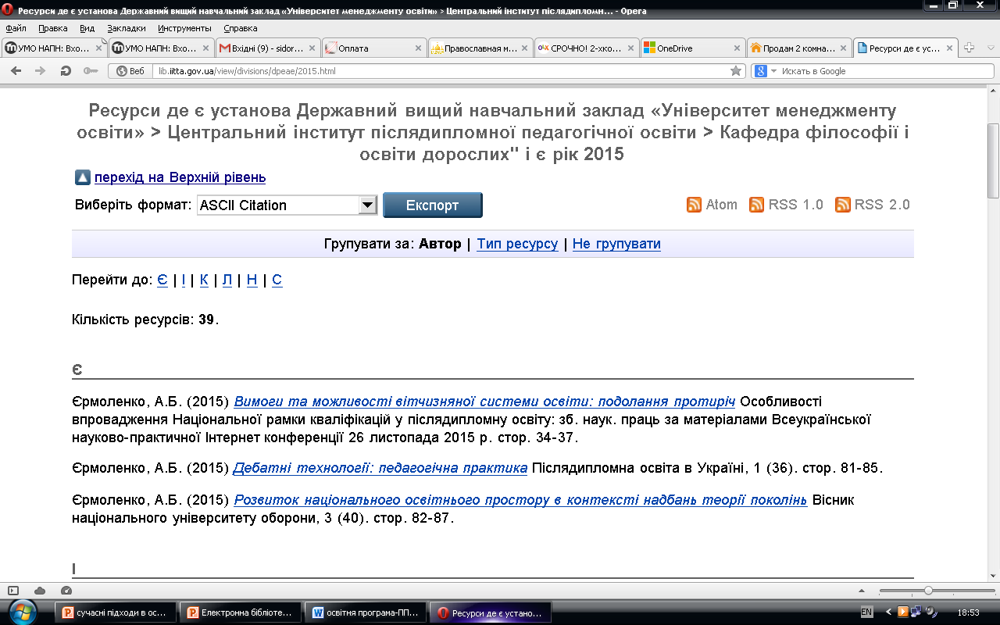 Ресурси де є установа Державний вищий навчальний заклад «Університет менеджменту освіти» > Центральний інститут післядипломн... - Opera
Файл Правка Вид Закладки Инструменты Справка
УМО НАПН: Вхо... УМО НАПН: Вхо... Вхідні (9) - sidor... Оплата Православная м... СРОЧНО! 2-хко... OneDrive Продам 2 комна... Ресурси де є ус...
Веб lib.iitta.gov.ua/view/divisions/dpeae/2015.html Искать в Google
Ресурси де є установа Державний вищий навчальний заклад «Університет менеджменту
освіти» > Центральний інститут післядипломної педагогічної освіти > Кафедра філософії і
освіти дорослих" і є рік 2015
перехід на Верхній рівень
Виберіть формат: ASCII Citation Експорт Atom RSS 1.0 RSS 2.0
Групувати за: Автор | Тип ресурсу | Не групувати
Перейти до: Є | І | К | Л | Н | С
Кількість ресурсів: 39.
Є
Єрмоленко, А.Б. (2015) Вимоги та можливості вітчизняної системи освіти: подолання протиріч Особливості
впровадження Національної рамки кваліфікацій у післядипломну освіту: зб. наук. праць за матеріалами Всеукраїнської
науково-практичної Інтернет конференції 26 листопада 2015 р. стор. 34-37.
Єрмоленко, А.Б. (2015) Дебатні технології: педагогічна практика Післядипломна освіта в Україні, 1 (36). стор. 81-85.
Єрмоленко, А.Б. (2015) Розвиток національного освітнього простору в контексті надбань теорії поколінь Вісник
національного університету оборони, 3 (40). стор. 82-87.
І
сучасні підходи в ос... Електронна бібліоте... освітня програма-ПП... Ресурси де є устано... EN 18:53